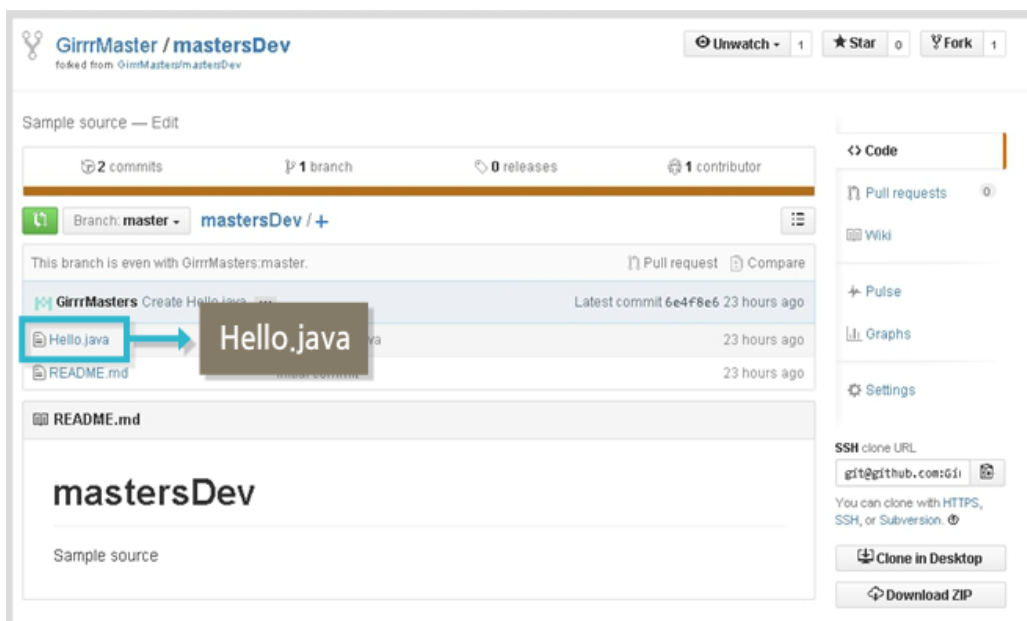 GirrrMaster / mastersDev
forked from GirrrMasters/mastersDev
Unwatch 1 Star 0 Fork 1
Sample source — Edit
2 commits 1 branch 0 releases 1 contributor
Branch: master mastersDev / +
This branch is even with GirrrMasters:master. Pull request Compare
GirrrMasters Create Hello.java ... Latest commit 6e4f8e6 23 hours ago
Hello.java 23 hours ago
Hello.java
README.md Initial commit 23 hours ago
README.md
mastersDev
Sample source
<> Code
Pull requests 0
Wiki
Pulse
Graphs
Settings
SSH clone URL
git@github.com:Gi
You can clone with HTTPS,
SSH, or Subversion.
Clone in Desktop
Download ZIP